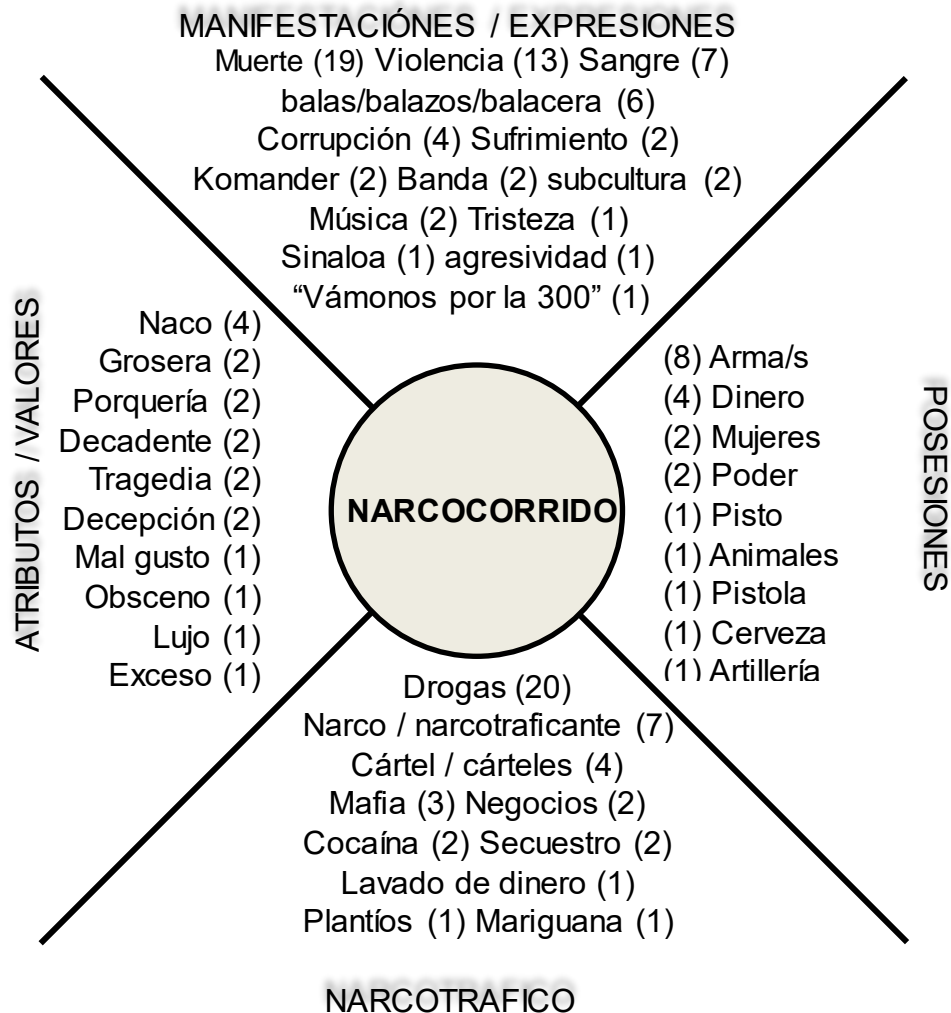 MANIFESTACIÓNES / EXPRESIONES
Muerte (19) Violencia (13) Sangre (7)
balas/balazos/balacera (6)
Corrupción (4) Sufrimiento (2)
Komander (2) Banda (2) subcultura (2)
Música (2) Tristeza (1)
Sinaloa (1) agresividad (1)
“Vámonos por la 300” (1)
ATRIBUTOS / VALORES
Naco (4)
Grosera (2)
Porquería (2)
Decadente (2)
Tragedia (2)
Decepción (2)
Mal gusto (1)
Obsceno (1)
Lujo (1)
Exceso (1)
NARCOCORRIDO
(8) Arma/s
(4) Dinero
(2) Mujeres
(2) Poder
(1) Pisto
(1) Animales
(1) Pistola
(1) Cerveza
(1) Artillería
POSESIONES
Drogas (20)
Narco / narcotraficante (7)
Cártel / cárteles (4)
Mafia (3) Negocios (2)
Cocaína (2) Secuestro (2)
Lavado de dinero (1)
Plantíos (1) Mariguana (1)
NARCOTRAFICO